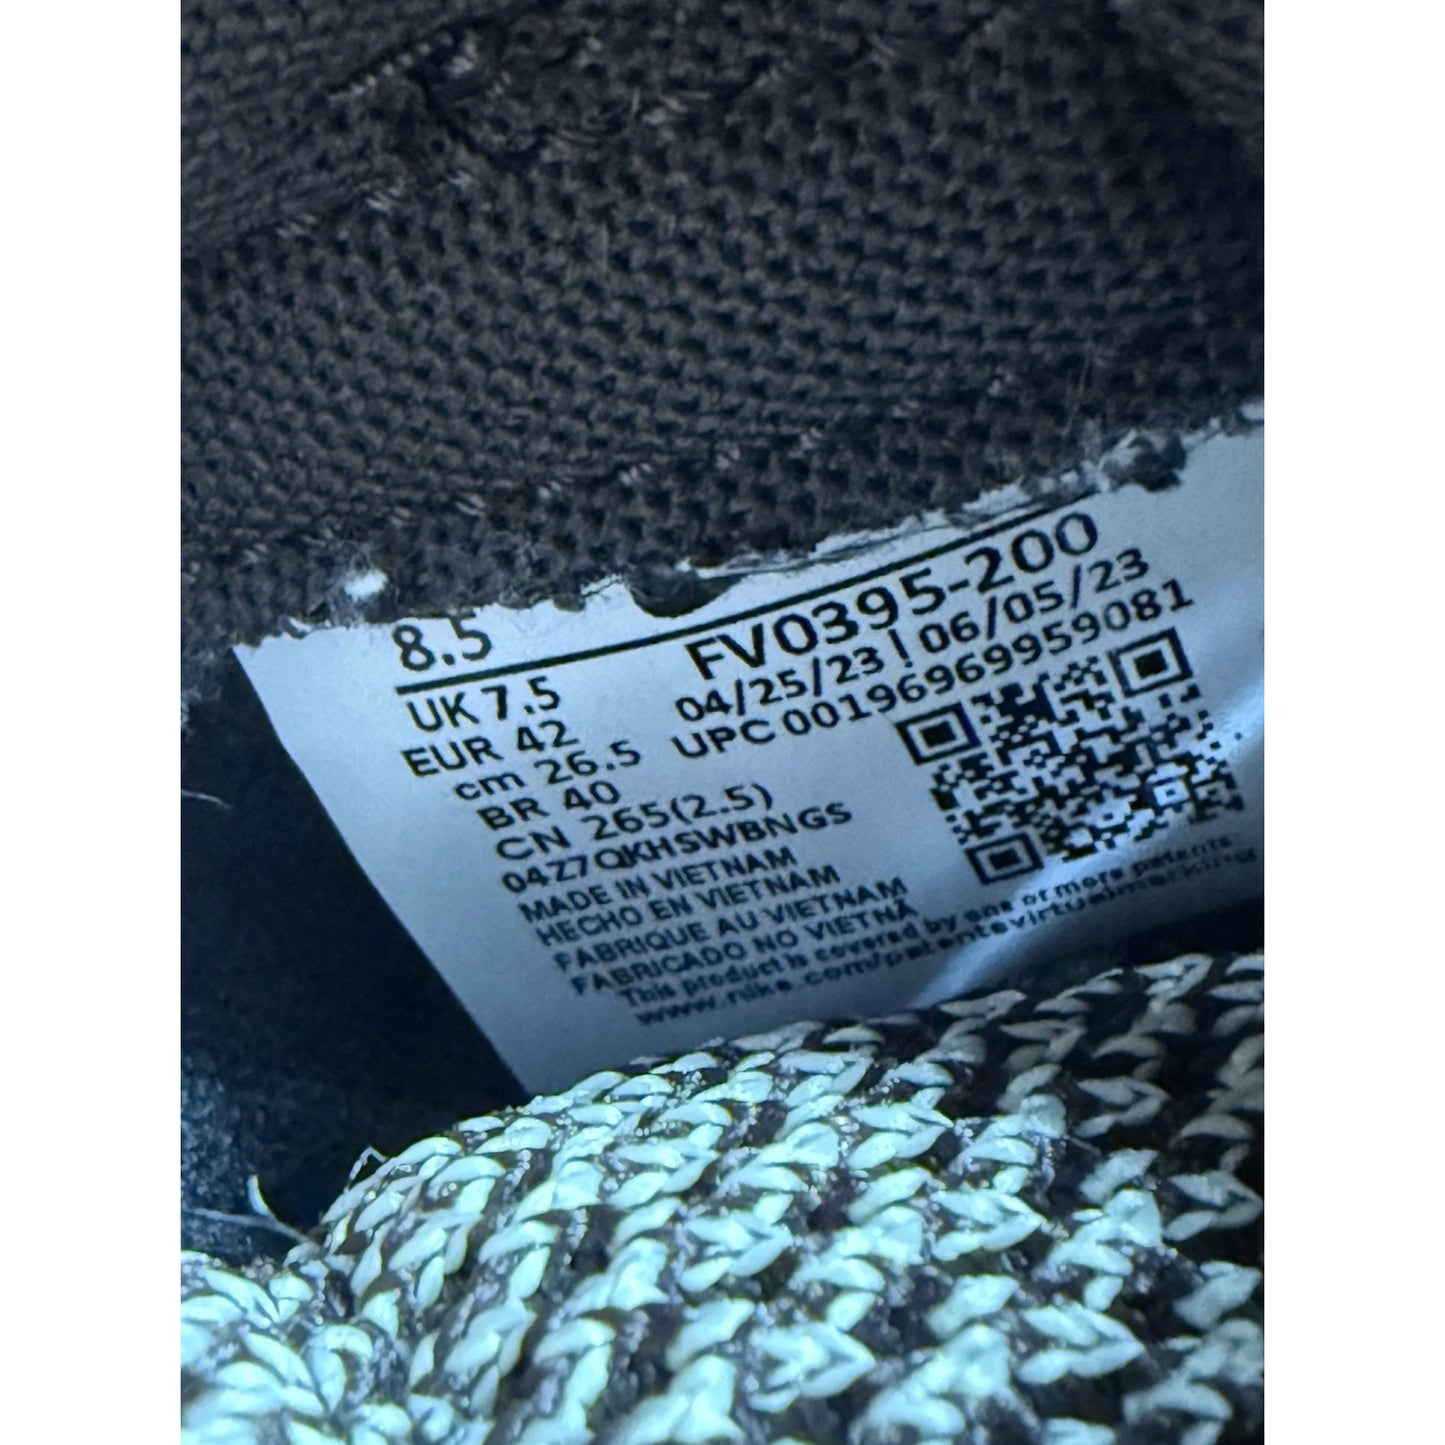 8.5 FV0395-200
UK 7.5 04/25/23 | 06/05/23
EUR 42 UPC 00196969959081
cm 26.5
BR 40
CN 265(2.5)
04Z7QKHSWBNGS
MADE IN VIETNAM
HECHO EN VIETNAM
FABRIQUE AU VIETNAM
FABRICADO NO VIETNÃ
This product is covered by one or more patents
www.nike.com/patentsvirtualmarking